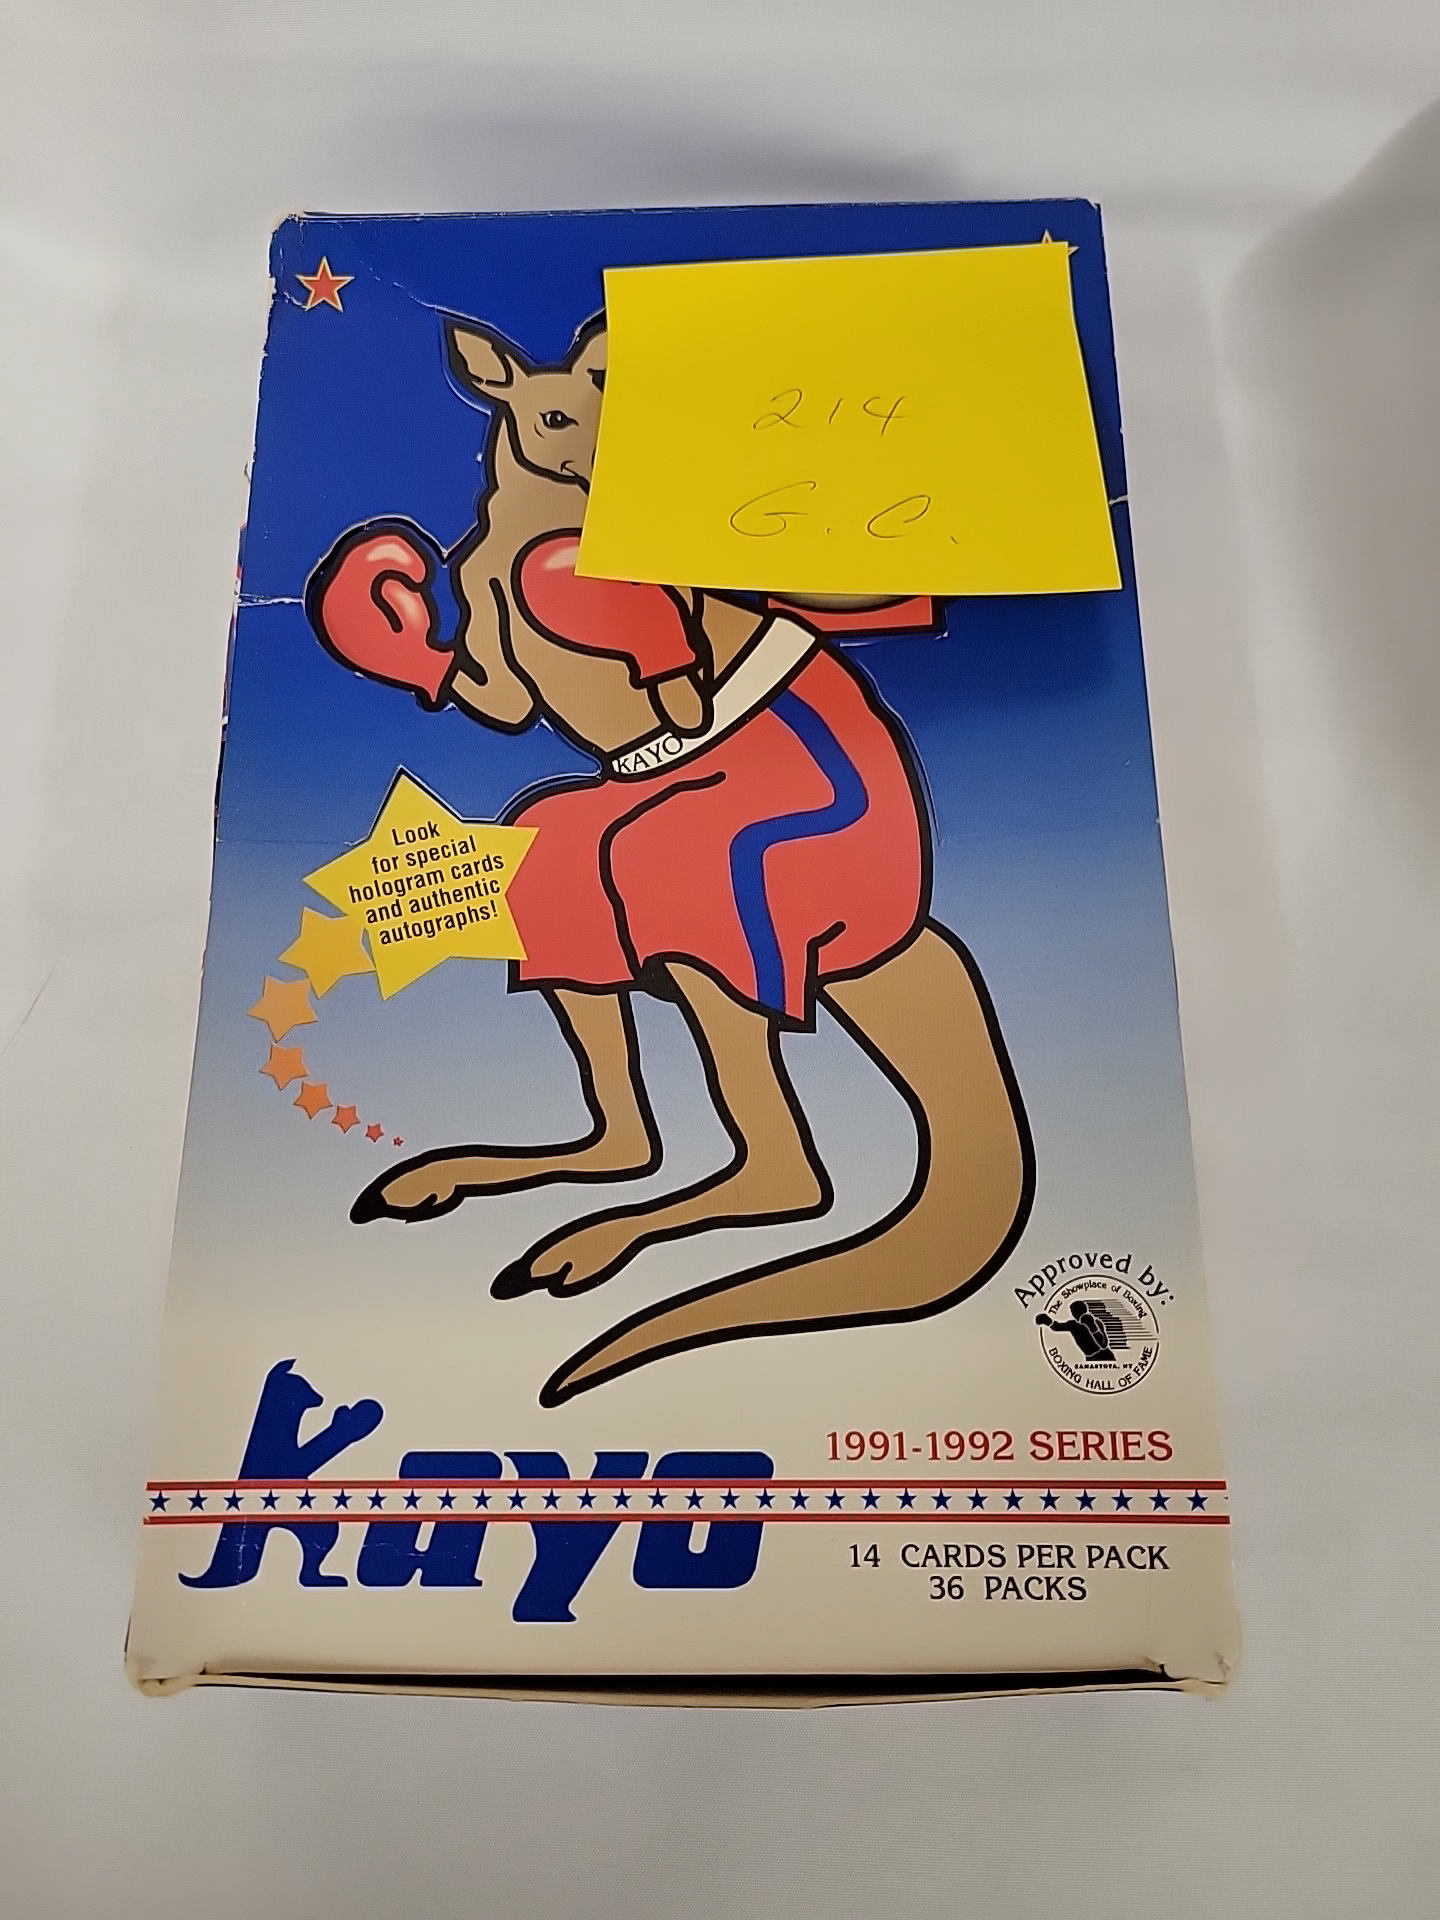 214
G. C.
KAYO
Look
for special
hologram cards
and authentic
autographs!
Approved by:
The Showplace of Boxing
CANASTOTA, NY
BOXING HALL OF FAME
Kayo
1991-1992 SERIES
14 CARDS PER PACK
36 PACKS